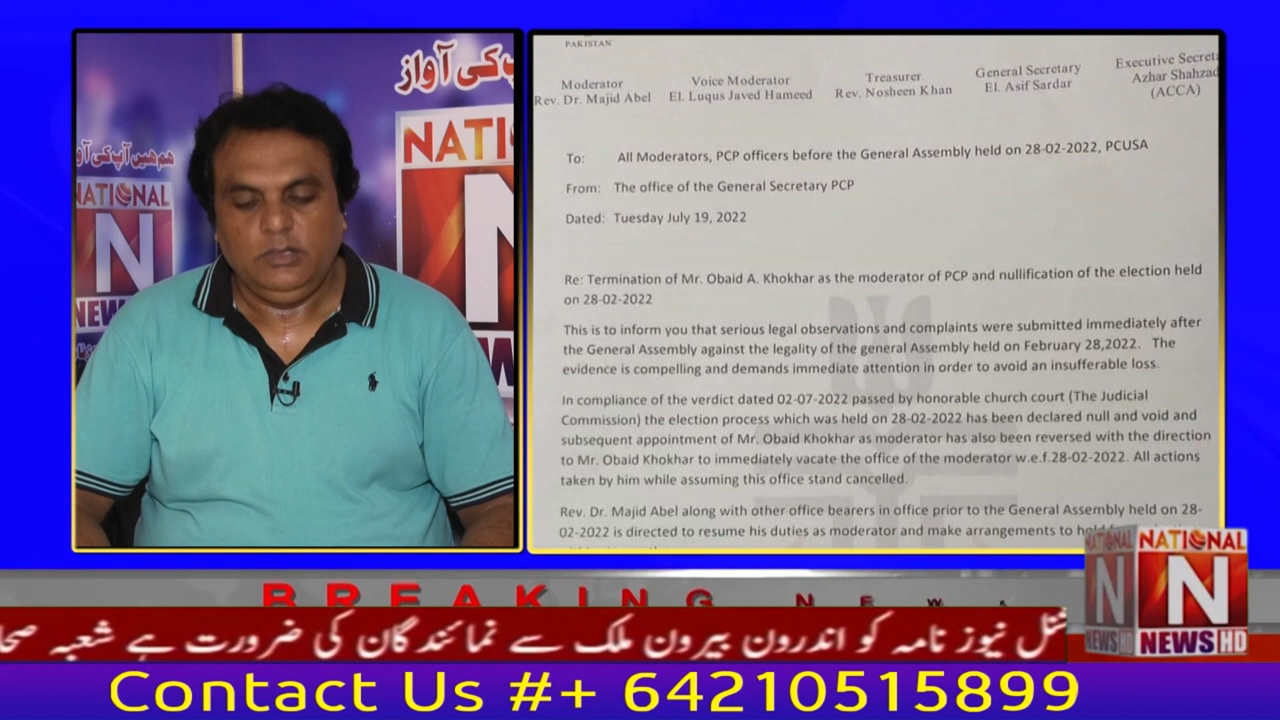 کی آواز
ھم ھیں آپ کی
NATIONAL
N
NEWS
NATI
N
NEW
PAKISTAN
Moderator
Rev. Dr. Majid Abel
Voice Moderator
El. Luqus Javed Hameed
Treasurer
Rev. Nosheen Khan
General Secretary
El. Asif Sardar
Executive Secreta
Azhar Shahzad
(ACCA)
To: All Moderators, PCP officers before the General Assembly held on 28-02-2022, PCUSA
From: The office of the General Secretary PCP
Dated: Tuesday July 19, 2022
Re: Termination of Mr. Obaid A. Khokhar as the moderator of PCP and nullification of the election held
on 28-02-2022
This is to inform you that serious legal observations and complaints were submitted immediately after
the General Assembly against the legality of the general Assembly held on February 28,2022. The
evidence is compelling and demands immediate attention in order to avoid an insufferable loss.
In compliance of the verdict dated 02-07-2022 passed by honorable church court (The Judicial
Commission) the election process which was held on 28-02-2022 has been declared null and void and
subsequent appointment of Mr. Obaid Khokhar as moderator has also been reversed with the direction
to Mr. Obaid Khokhar to immediately vacate the office of the moderator w.e.f.28-02-2022. All actions
taken by him while assuming this office stand cancelled.
Rev. Dr. Majid Abel along with other office bearers in office prior to the General Assembly held on 28-
02-2022 is directed to resume his duties as moderator and make arrangements to
BREAKING NEWS
نیوز نامہ کو اندرون بیرون ملک سے نمائندگان کی ضرورت ہے شعبہ
NATIONAL
N
NEWS HD
NATIONAL
N
NEWS HD
Contact Us #+ 64210515899